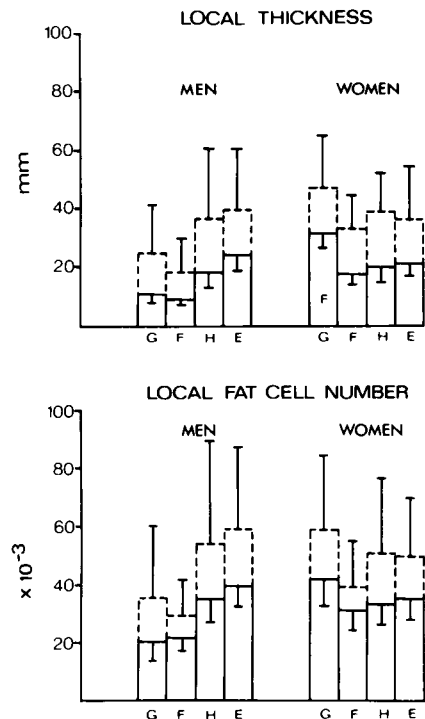 LOCAL THICKNESS
100
80
60
40
20
mm
MEN
WOMEN
F
G F H E
G F H E
LOCAL FAT CELL NUMBER
100
80
60
40
20
× 10⁻³
MEN
WOMEN
G F H E
G F H E